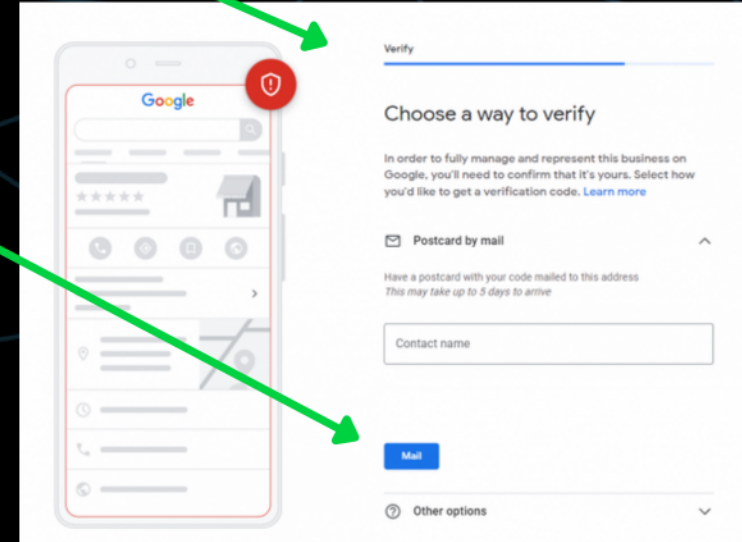 Google
Verify
Choose a way to verify
In order to fully manage and represent this business on
Google, you'll need to confirm that it's yours. Select how
you'd like to get a verification code. Learn more
Postcard by mail
Have a postcard with your code mailed to this address
This may take up to 5 days to arrive
Contact name
Mail
Other options